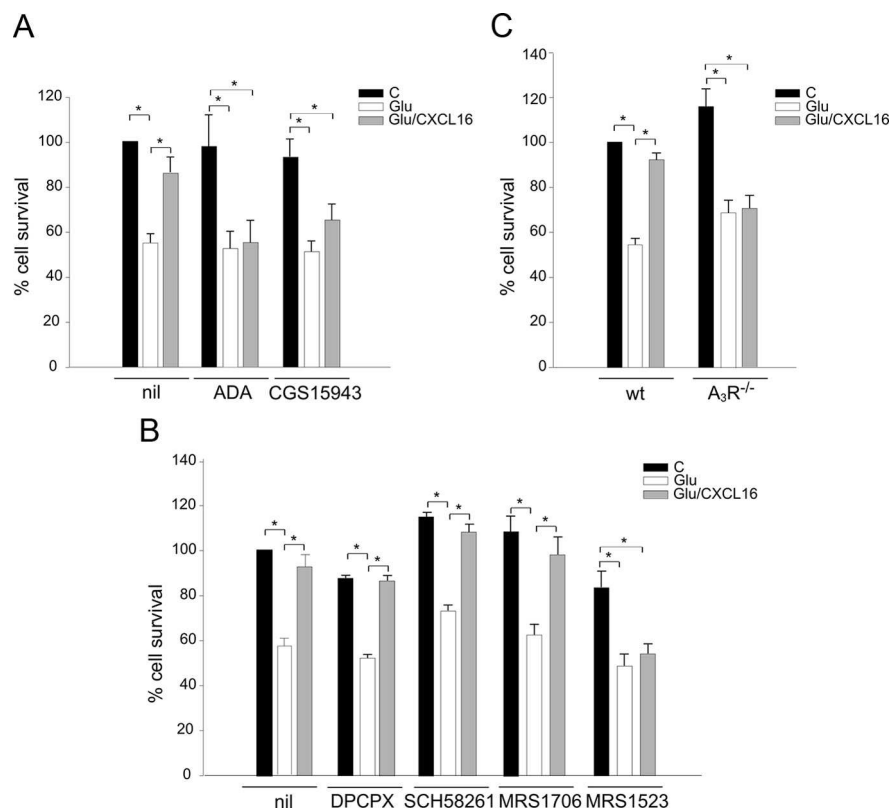 A
120
100
80
60
40
20
0
% cell survival
* * * * * *
C
Glu
Glu/CXCL16
nil ADA CGS15943
C
140
120
100
80
60
40
20
0
% cell survival
* * * *
C
Glu
Glu/CXCL16
wt A₃R⁻/⁻
B
140
120
100
80
60
40
20
0
% cell survival
* * * * * * * * * *
C
Glu
Glu/CXCL16
nil DPCPX SCH58261 MRS1706 MRS1523